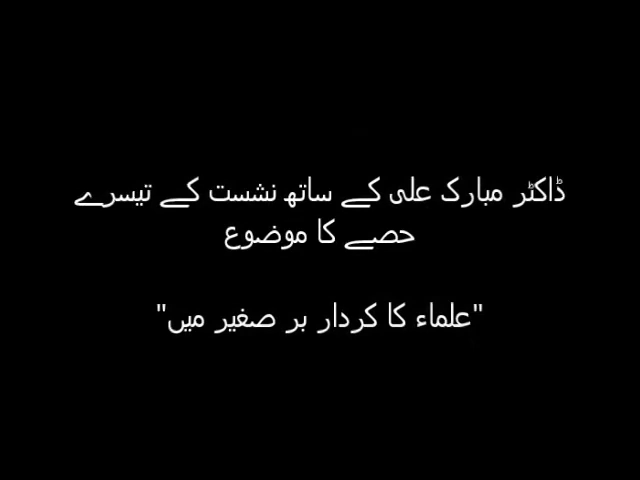 ڈاکٹر مبارک علی کے ساتھ نشست کے تیسرے
حصے کا موضوع
"علماء کا کردار بر صغیر میں"